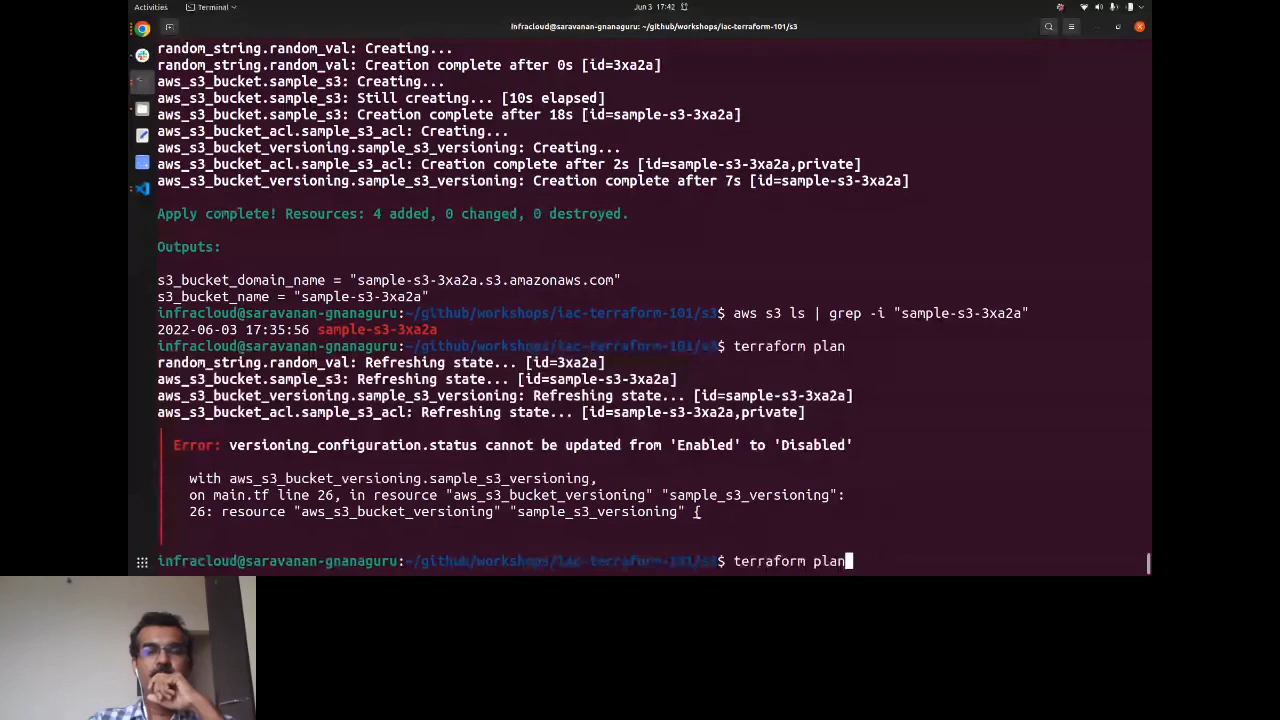 Activities
Terminal
Jun 3 17:42
infracloud@saravanan-gnanaguru: ~/github/workshops/iac-terraform-101/s3
random_string.random_val: Creating...
random_string.random_val: Creation complete after 0s [id=3xa2a]
aws_s3_bucket.sample_s3: Creating...
aws_s3_bucket.sample_s3: Still creating... [10s elapsed]
aws_s3_bucket.sample_s3: Creation complete after 18s [id=sample-s3-3xa2a]
aws_s3_bucket_acl.sample_s3_acl: Creating...
aws_s3_bucket_versioning.sample_s3_versioning: Creating...
aws_s3_bucket_acl.sample_s3_acl: Creation complete after 2s [id=sample-s3-3xa2a,private]
aws_s3_bucket_versioning.sample_s3_versioning: Creation complete after 7s [id=sample-s3-3xa2a]
Apply complete! Resources: 4 added, 0 changed, 0 destroyed.
Outputs:
s3_bucket_domain_name = "sample-s3-3xa2a.s3.amazonaws.com"
s3_bucket_name = "sample-s3-3xa2a"
infracloud@saravanan-gnanaguru:~/github/workshops/iac-terraform-101/s3$ aws s3 ls | grep -i "sample-s3-3xa2a"
2022-06-03 17:35:56 sample-s3-3xa2a
infracloud@saravanan-gnanaguru:~/github/workshops/iac-terraform-101/s3$ terraform plan
random_string.random_val: Refreshing state... [id=3xa2a]
aws_s3_bucket.sample_s3: Refreshing state... [id=sample-s3-3xa2a]
aws_s3_bucket_versioning.sample_s3_versioning: Refreshing state... [id=sample-s3-3xa2a]
aws_s3_bucket_acl.sample_s3_acl: Refreshing state... [id=sample-s3-3xa2a,private]
Error: versioning_configuration.status cannot be updated from 'Enabled' to 'Disabled'
with aws_s3_bucket_versioning.sample_s3_versioning,
on main.tf line 26, in resource "aws_s3_bucket_versioning" "sample_s3_versioning":
26: resource "aws_s3_bucket_versioning" "sample_s3_versioning" {
infracloud@saravanan-gnanaguru:~/github/workshops/iac-terraform-101/s3$ terraform plan